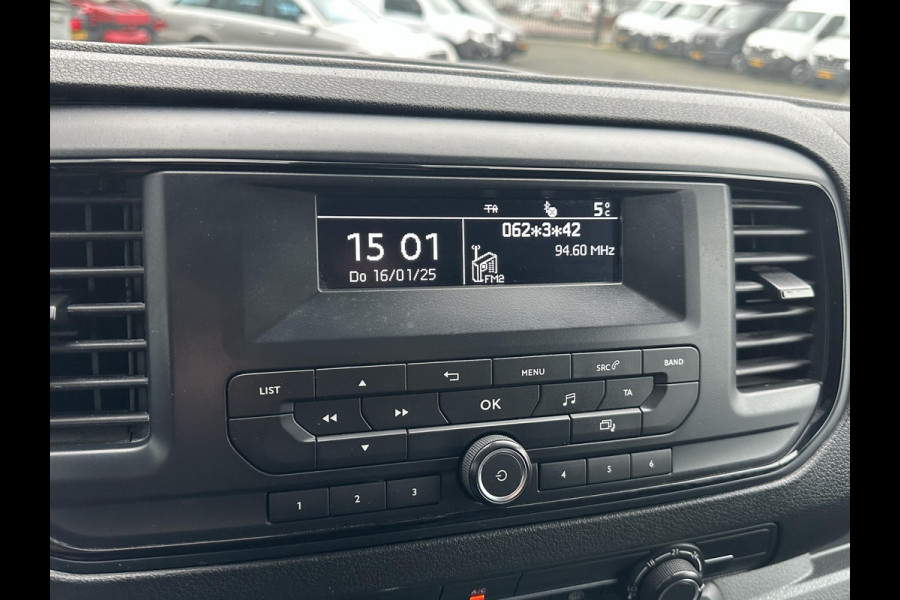 TA 5°C
15 01
Do 16/01/25
062*3*42
94.60 MHz
FM2
LIST
MENU
SRC
BAND
OK
TA
1 2 3 4 5 6
A/C